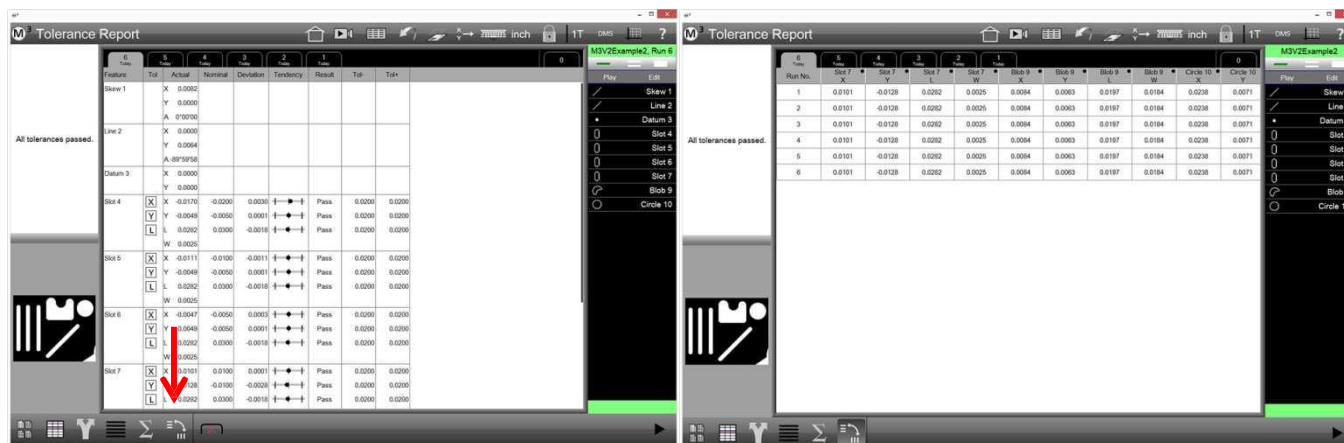 M³ Tolerance Report
inch 1T DMS ?
6 Today 5 Today 4 Today 3 Today 2 Today 1 Today 0
M3V2Example2, Run 6
Feature Tol Actual Nominal Deviation Tendency Result Tol- Tol+
Play Edit
Skew 1 X 0.0082
Y 0.0000
A 0°00'00
Line 2 X 0.0000
Y 0.0064
A -89°59'58
Datum 3 X 0.0000
Y 0.0000
Slot 4 X X -0.0170 -0.0200 0.0030 Pass 0.0200 0.0200
Y Y -0.0049 -0.0050 0.0001 Pass 0.0200 0.0200
L L 0.0282 0.0300 -0.0018 Pass 0.0200 0.0200
W 0.0025
Slot 5 X X -0.0111 -0.0100 -0.0011 Pass 0.0200 0.0200
Y Y -0.0049 -0.0050 0.0001 Pass 0.0200 0.0200
L L 0.0282 0.0300 -0.0018 Pass 0.0200 0.0200
W 0.0025
Slot 6 X X -0.0047 -0.0050 0.0003 Pass 0.0200 0.0200
Y Y 0.0049 -0.0050 0.0001 Pass 0.0200 0.0200
L L 0.0282 0.0300 -0.0018 Pass 0.0200 0.0200
W 0.0025
Slot 7 X X 0.0101 0.0100 0.0001 Pass 0.0200 0.0200
Y -0.0100 -0.0028 Pass 0.0200 0.0200
L L 0.0282 0.0300 -0.0018 Pass 0.0200 0.0200
All tolerances passed.
Skew 1
Line 2
Datum 3
Slot 4
Slot 5
Slot 6
Slot 7
Blob 9
Circle 10
M³ Tolerance Report
inch 1T DMS ?
6 Today 5 Today 4 Today 3 Today 2 Today 1 Today 0
M3V2Example2
Run No. Slot 7 X Slot 7 Y Slot 7 L Slot 7 W Blob 9 X Blob 9 Y Blob 9 L Blob 9 W Circle 10 X Circle 10 Y
Play Edit
1 0.0101 -0.0128 0.0282 0.0025 0.0084 0.0063 0.0197 0.0184 0.0238 0.0071
2 0.0101 -0.0128 0.0282 0.0025 0.0084 0.0063 0.0197 0.0184 0.0238 0.0071
3 0.0101 -0.0128 0.0282 0.0025 0.0084 0.0063 0.0197 0.0184 0.0238 0.0071
4 0.0101 -0.0128 0.0282 0.0025 0.0084 0.0063 0.0197 0.0184 0.0238 0.0071
5 0.0101 -0.0128 0.0282 0.0025 0.0084 0.0063 0.0197 0.0184 0.0238 0.0071
6 0.0101 -0.0128 0.0282 0.0025 0.0084 0.0063 0.0197 0.0184 0.0238 0.0071
All tolerances passed.
Skew
Line
Datum
Slot
Slot
Slot
Slot
Blob
Circle 1